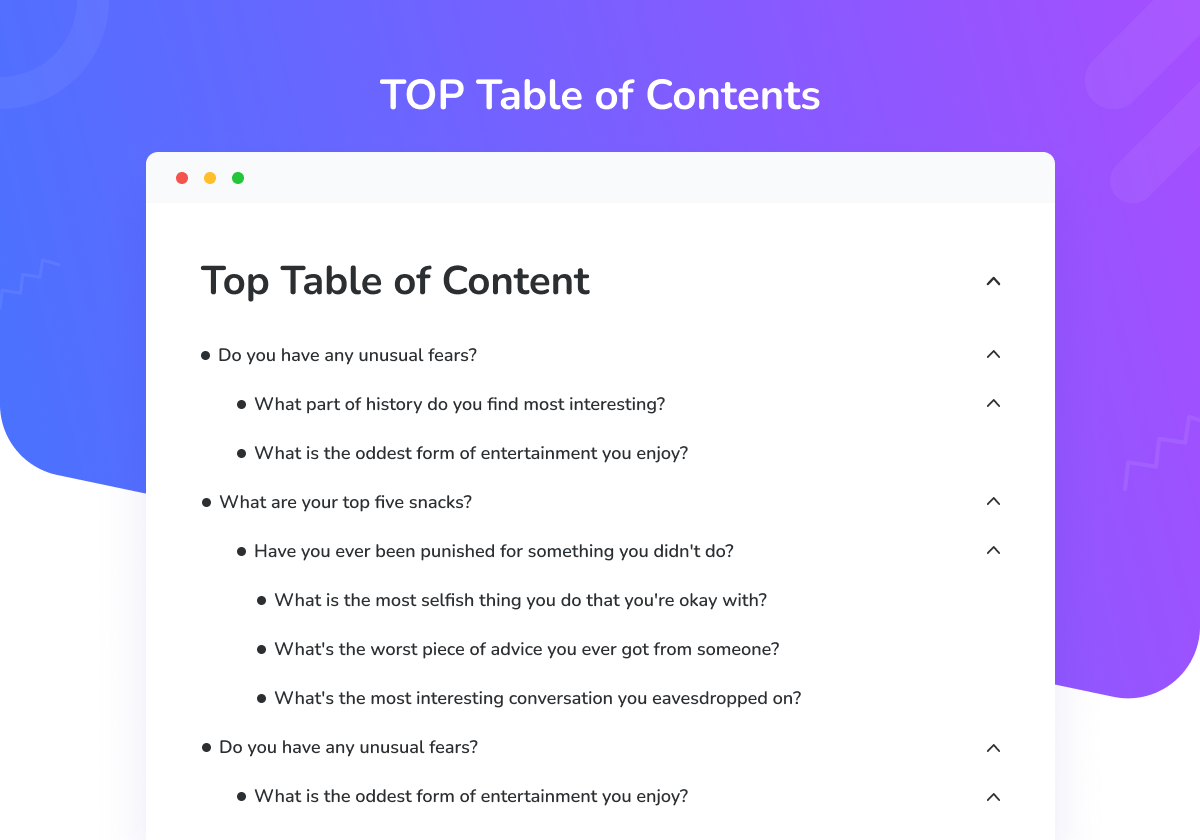 TOP Table of Contents
Top Table of Content
Do you have any unusual fears?
What part of history do you find most interesting?
What is the oddest form of entertainment you enjoy?
What are your top five snacks?
Have you ever been punished for something you didn't do?
What is the most selfish thing you do that you're okay with?
What's the worst piece of advice you ever got from someone?
What's the most interesting conversation you eavesdropped on?
Do you have any unusual fears?
What is the oddest form of entertainment you enjoy?